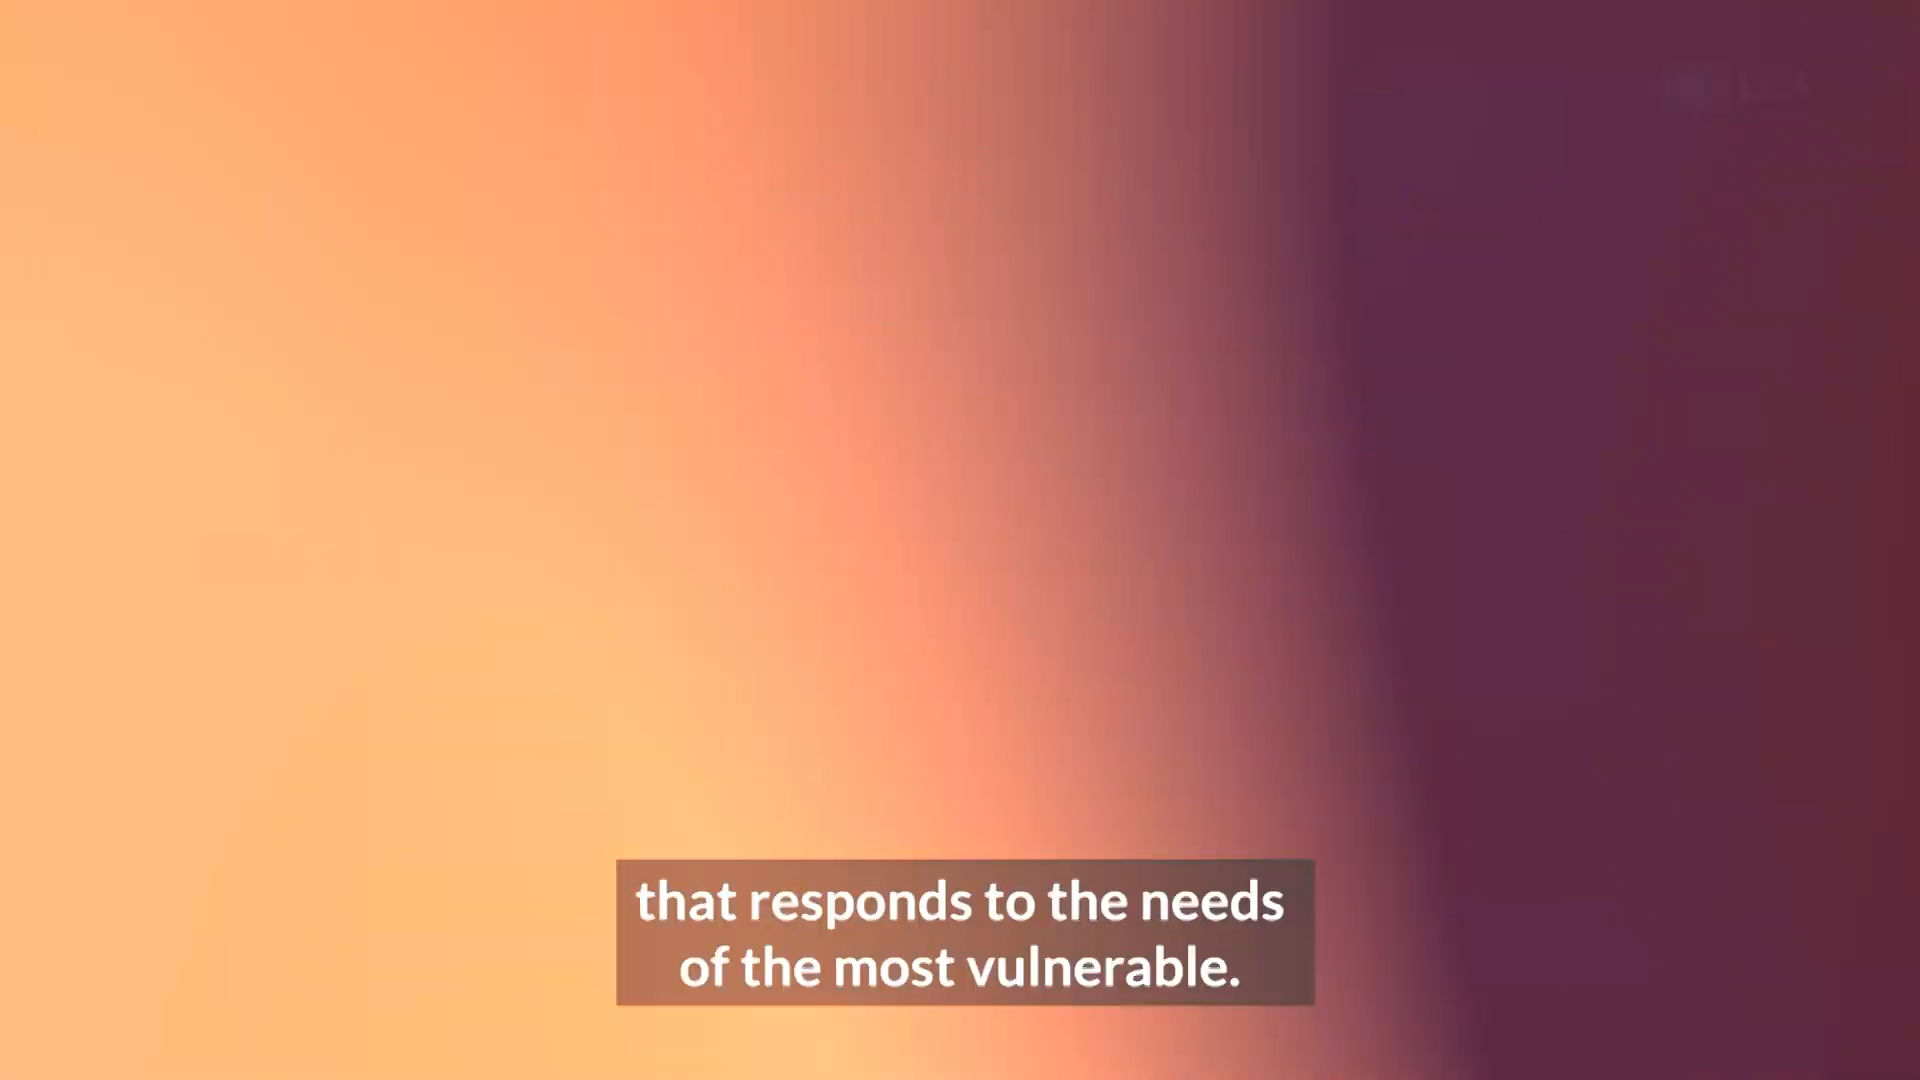 that responds to the needs
of the most vulnerable.